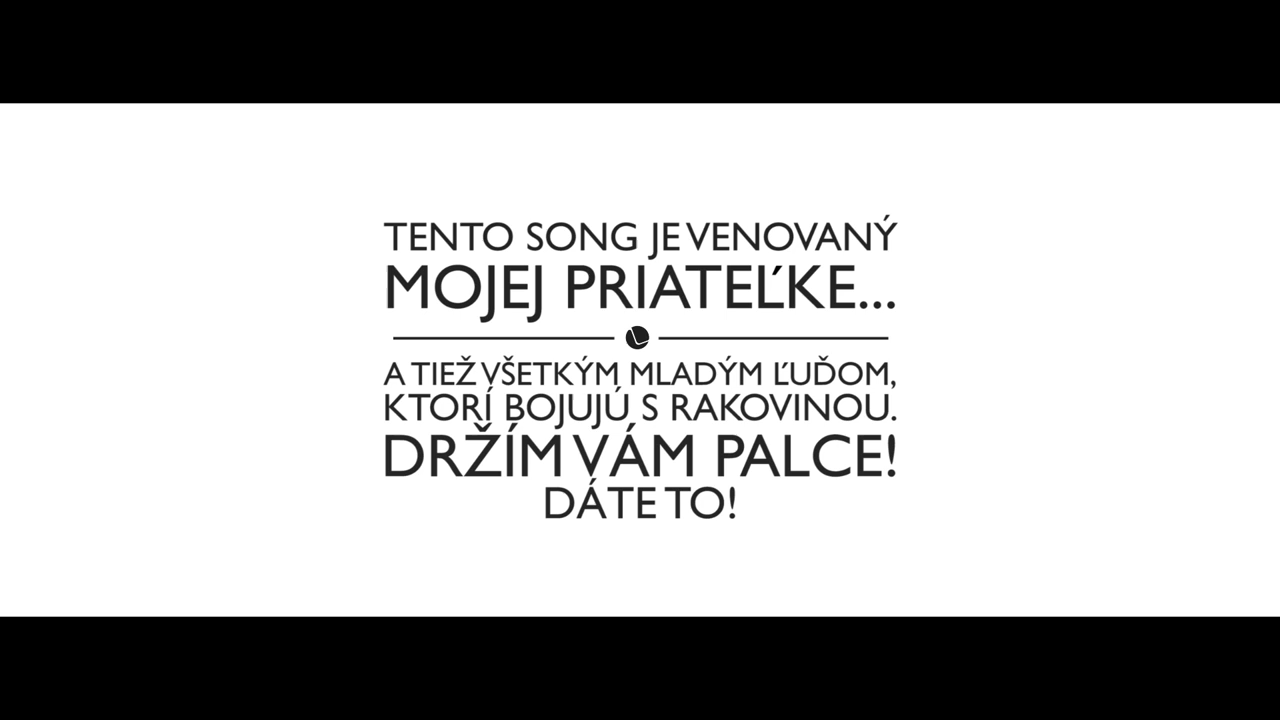 TENTO SONG JE VENOVANÝ
MOJEJ PRIATEĽKE...
A TIEŽ VŠETKÝM MLADÝM ĽUĎOM,
KTORÍ BOJUJÚ S RAKOVINOU.
DRŽÍM VÁM PALCE!
DÁTE TO!